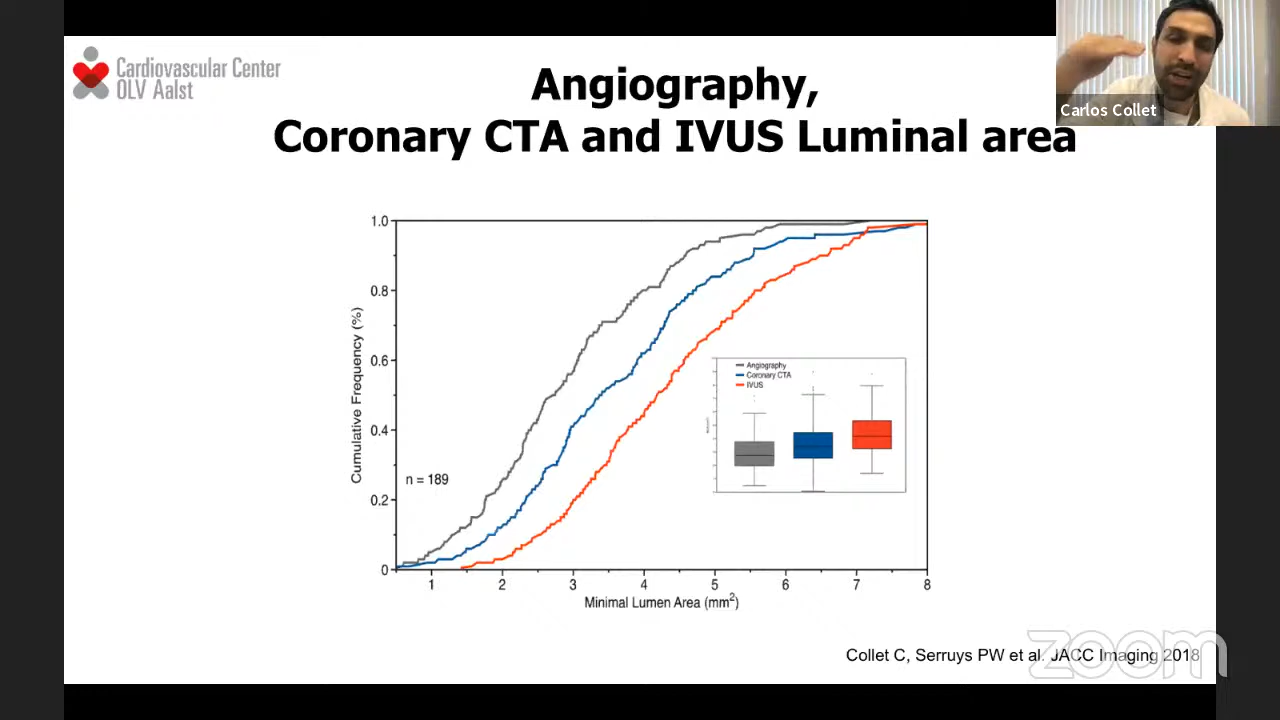 Cardiovascular Center
OLV Aalst
Angiography,
Coronary CTA and IVUS Luminal area
Carlos Collet
1.0
0.8
0.6
0.4
0.2
0
Cumulative Frequency (%)
n = 189
Angiography
Coronary CTA
IVUS
1 2 3 4 5 6 7 8
Minimal Lumen Area (mm²)
Collet C, Serruys PW et al. JACC Imaging 2018
zoom